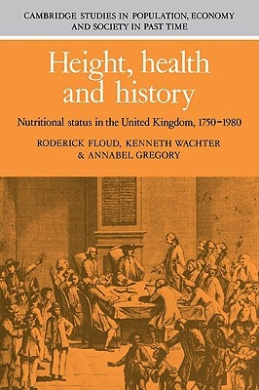 CAMBRIDGE STUDIES IN POPULATION, ECONOMY
AND SOCIETY IN PAST TIME
Height, health
and history
Nutritional status in the United Kingdom, 1750–1980
RODERICK FLOUD, KENNETH WACHTER
& ANNABEL GREGORY